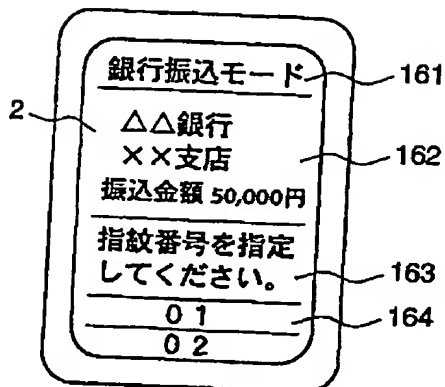 銀行振込モード
161
2
△△銀行
××支店
162
振込金額 50,000円
指紋番号を指定
してください。
163
01
164
02